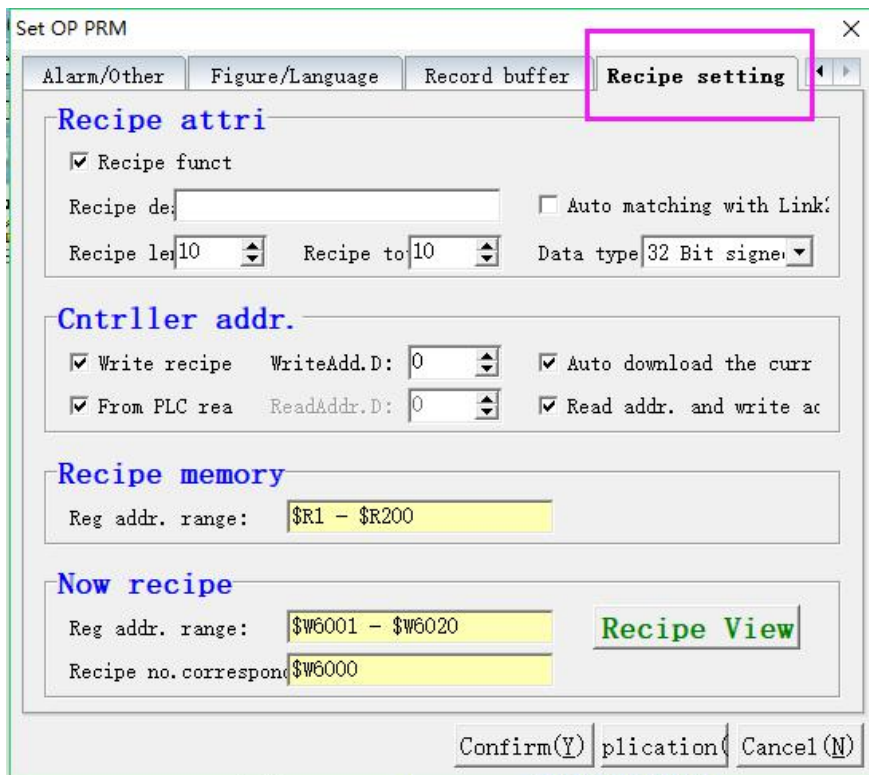 Set OP PRM
Alarm/Other Figure/Language Record buffer Recipe setting
Recipe attri
Recipe funct
Recipe de: Auto matching with Link
Recipe le 10 Recipe to 10 Data type 32 Bit signe
Cntrller addr.
Write recipe WriteAdd.D: 0 Auto download the curr
From PLC rea ReadAddr.D: 0 Read addr. and write ac
Recipe memory
Reg addr. range: $R1 - $R200
Now recipe
Reg addr. range: $W6001 - $W6020
Recipe View
Recipe no.correspon $W6000
Confirm(Y) plication( Cancel(N)